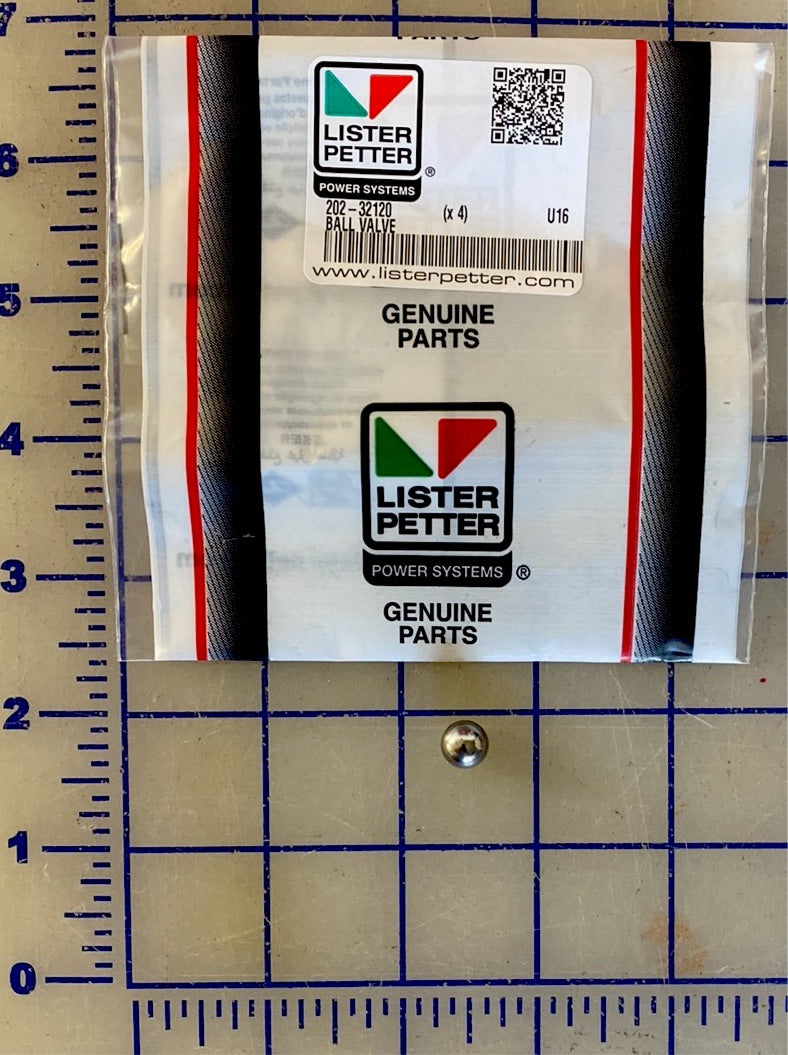 PARTS
LISTER
PETTER
®
POWER SYSTEMS
202-32120 (x 4) U16
BALL VALVE
www.listerpetter.com
GENUINE
PARTS
LISTER
PETTER
POWER SYSTEMS ®
GENUINE
PARTS
7
6
5
4
3
2
1
0